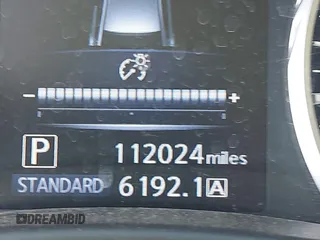 - +
P 112024 miles
STANDARD 6192.1 A
DREAMBID